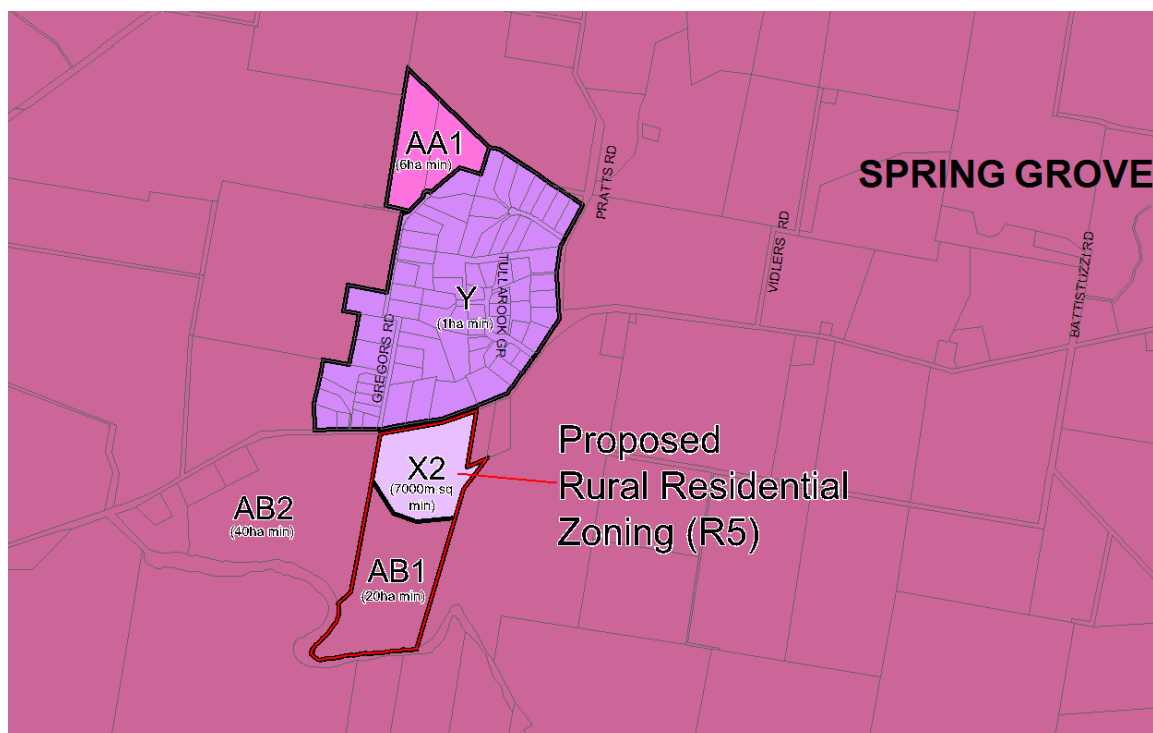 AA1
(6ha min)
PRATTS RD
SPRING GROVE
VIDLERS RD
BATTISTUZZI RD
TULLAROOK GR
Y
(1ha min)
GREGORS RD
Proposed
Rural Residential
Zoning (R5)
X2
(7000m.sq
min)
AB2
(40ha min)
AB1
(20ha min)